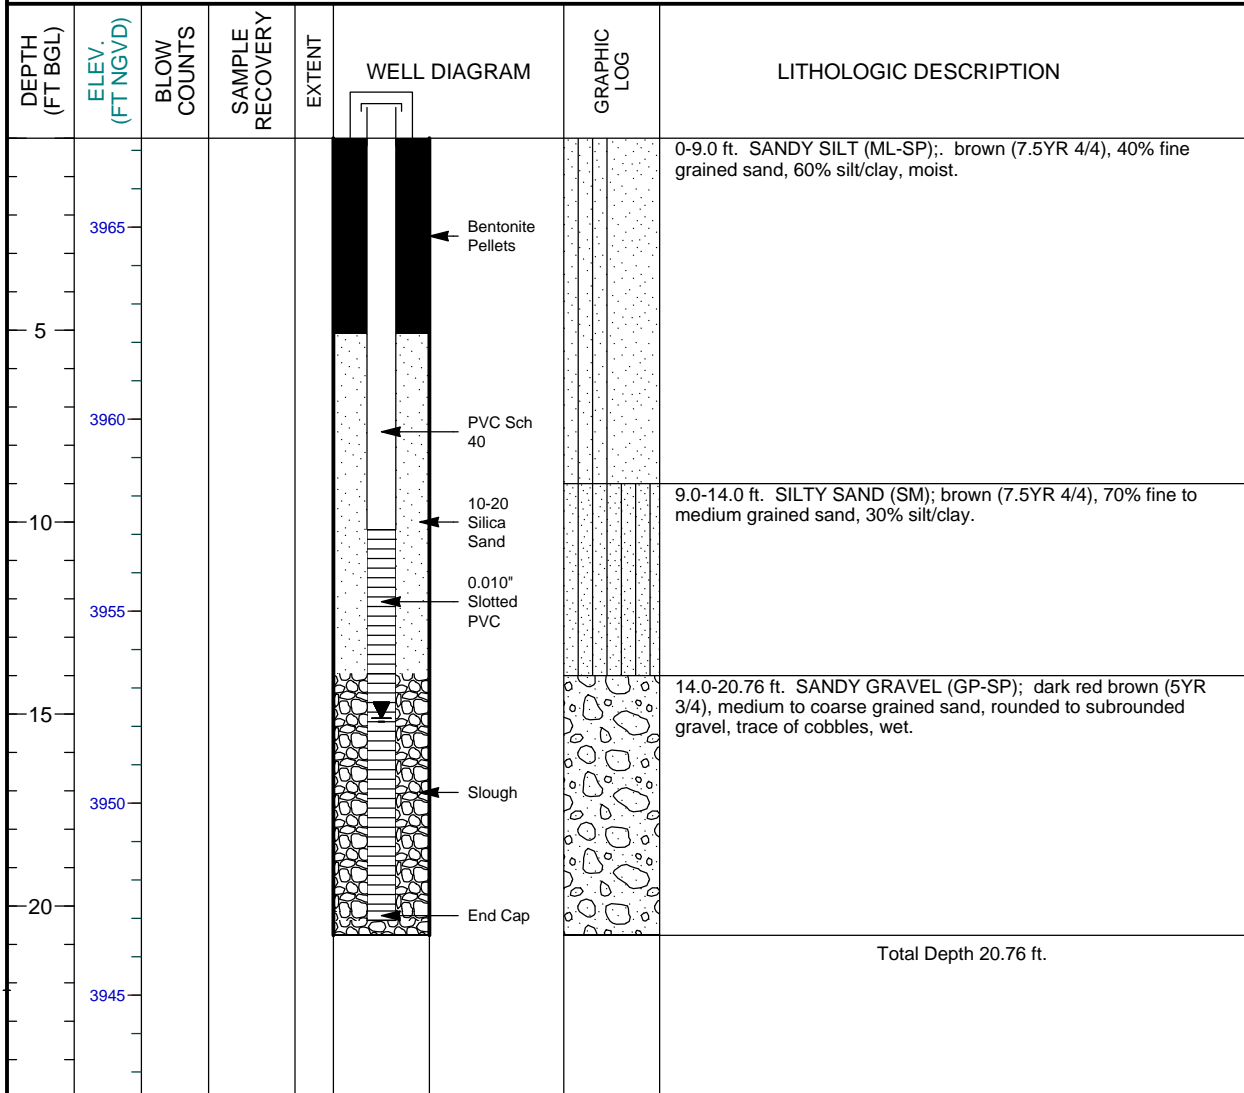 DEPTH
(FT BGL)
ELEV.
(FT NGVD)
BLOW
COUNTS
SAMPLE
RECOVERY
EXTENT
WELL DIAGRAM
GRAPHIC
LOG
LITHOLOGIC DESCRIPTION
0-9.0 ft.  SANDY SILT (ML-SP);.  brown (7.5YR 4/4), 40% fine
grained sand, 60% silt/clay, moist.
3965
Bentonite
Pellets
5
3960
PVC Sch
40
9.0-14.0 ft.  SILTY SAND (SM); brown (7.5YR 4/4), 70% fine to
medium grained sand, 30% silt/clay.
10
10-20
Silica
Sand
0.010"
Slotted
PVC
3955
14.0-20.76 ft.  SANDY GRAVEL (GP-SP);  dark red brown (5YR
3/4), medium to coarse grained sand, rounded to subrounded
gravel, trace of cobbles, wet.
15
3950
Slough
20
End Cap
Total Depth 20.76 ft.
3945